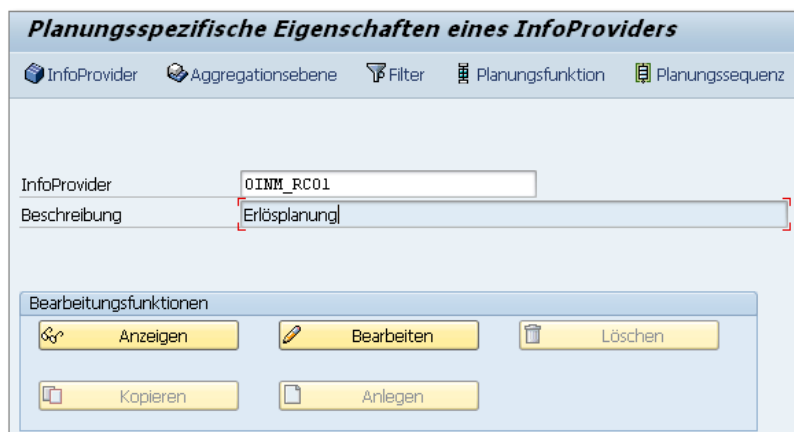 Planungsspezifische Eigenschaften eines InfoProviders
InfoProvider Aggregationsebene Filter Planungsfunktion Planungssequenz
InfoProvider 0INM_RC01
Beschreibung Erlösplanung
Bearbeitungsfunktionen
Anzeigen Bearbeiten Löschen
Kopieren Anlegen